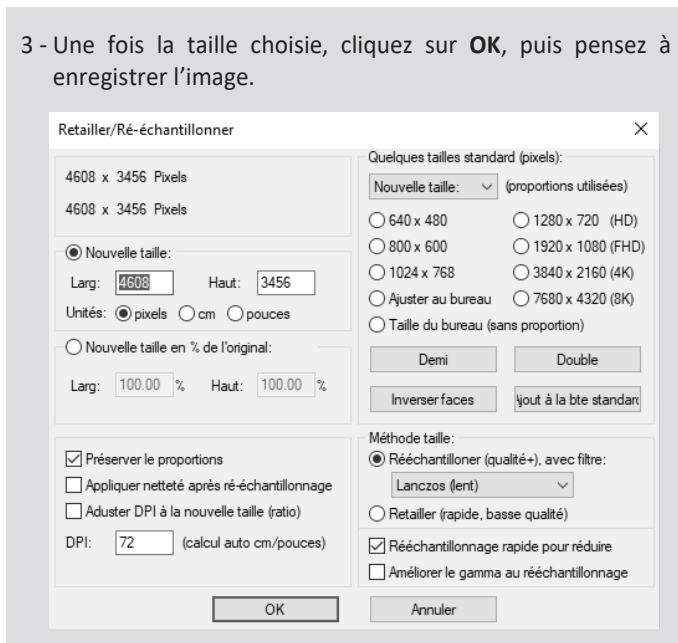 3 - Une fois la taille choisie, cliquez sur OK, puis pensez à
enregistrer l’image.
Retailler/Ré-échantillonner
4608 x 3456 Pixels
4608 x 3456 Pixels
Nouvelle taille:
Larg: 4608 Haut: 3456
Unités: pixels cm pouces
Nouvelle taille en % de l'original:
Larg: 100.00 % Haut: 100.00 %
Préserver le proportions
Appliquer netteté après ré-échantillonnage
Aduster DPI à la nouvelle taille (ratio)
DPI: 72 (calcul auto cm/pouces)
Quelques tailles standard (pixels):
Nouvelle taille: (proportions utilisées)
640 x 480 1280 x 720 (HD)
800 x 600 1920 x 1080 (FHD)
1024 x 768 3840 x 2160 (4K)
Ajuster au bureau 7680 x 4320 (8K)
Taille du bureau (sans proportion)
Demi Double
Inverser faces jout à la bte standar
Méthode taille:
Rééchantilloner (qualité+), avec filtre:
Lanczos (lent)
Retailler (rapide, basse qualité)
Rééchantillonnage rapide pour réduire
Améliorer le gamma au rééchantillonnage
OK Annuler